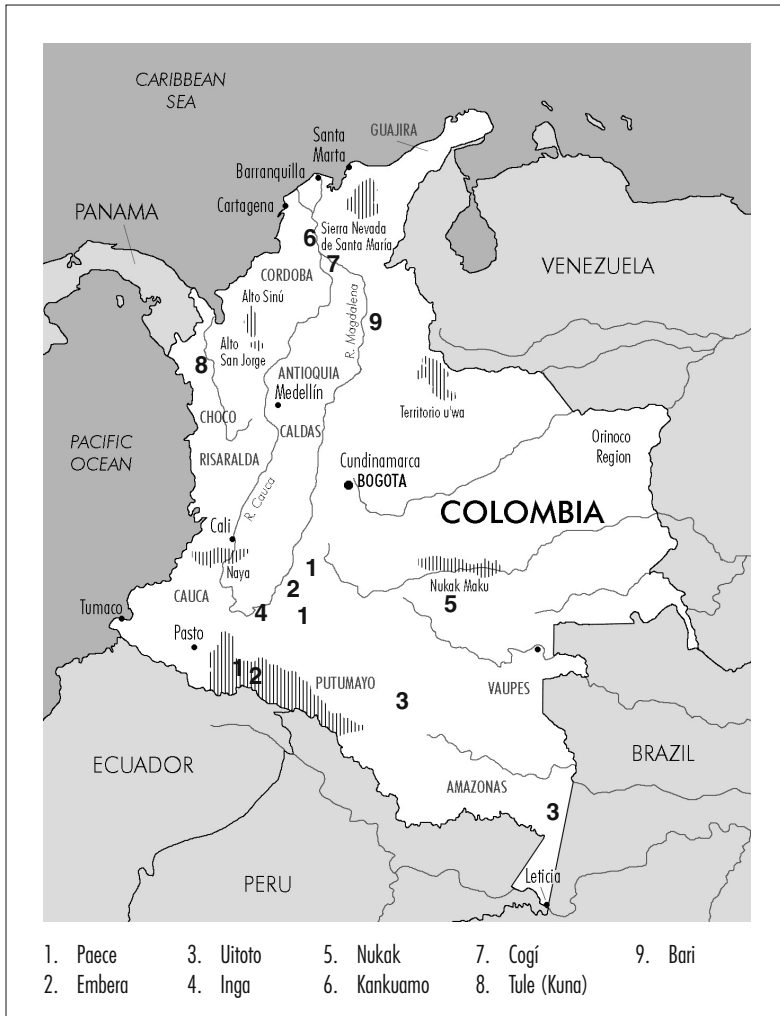 CARIBBEAN
SEA
GUAJIRA
Santa
Marta
Barranquilla
Cartagena
PANAMA
Sierra Nevada
de Santa María
6
7
VENEZUELA
CORDOBA
Alto Sinú
R. Magdalena
9
Alto
San Jorge
8
ANTIOQUIA
Medellín
Territorio u'wa
CHOCO
CALDAS
Orinoco
Region
PACIFIC
OCEAN
RISARALDA
Cundinamarca
BOGOTA
R. Cauca
COLOMBIA
Cali
Naya
1
2
Nukak Maku
5
CAUCA
4
1
Tumaco
Pasto
1
2
PUTUMAYO
3
VAUPES
ECUADOR
BRAZIL
AMAZONAS
3
PERU
Leticia
1. Paece
3. Uitoto
5. Nukak
7. Cogí
9. Bari
2. Embera
4. Inga
6. Kankuamo
8. Tule (Kuna)